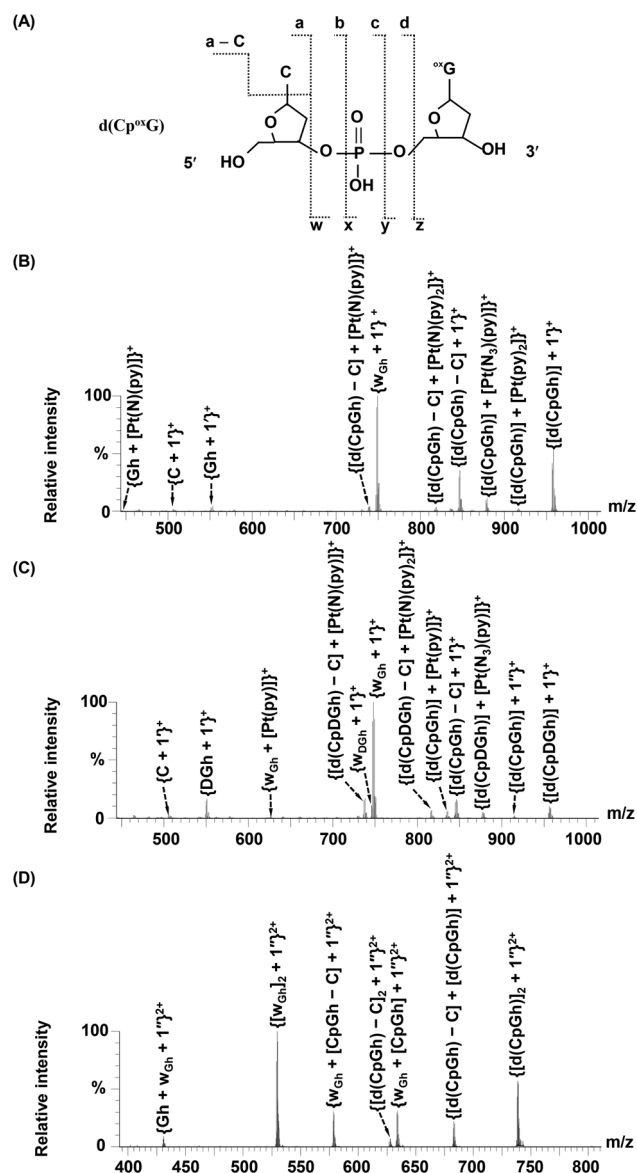 (A)
a b c d
a – C
C
oxG
d(CpoxG)
O
O
O
P
O
O
5′
HO
OH
OH
3′
w x y z
(B)
{Gh + [Pt(N)(py)]}+
{C + 1′}+
{Gh + 1′}+
{[d(CpGh) – C] + [Pt(N)(py)]}+
{wGh + 1′}+
{[d(CpGh) – C] + [Pt(N)(py)2]}+
{[d(CpGh) – C] + 1′}+
{[d(CpGh)] + [Pt(N3)(py)]}+
{[d(CpGh)] + [Pt(py)2]}+
{[d(CpGh)] + 1′}+
Relative intensity
100
%
0
500 600 700 800 900 1000
m/z
(C)
{C + 1′}+
{DGh + 1′}+
{wGh + [Pt(py)]}+
{[d(CpDGh) – C] + [Pt(N)(py)]}+
{wDGh + 1′}+
{wGh + 1′}+
{[d(CpDGh) – C] + [Pt(N)(py)2]}+
{[d(CpGh)] + [Pt(py)]}+
{[d(CpGh) – C] + 1′}+
{[d(CpDGh)] + [Pt(N3)(py)]}+
{[d(CpGh)] + 1″}+
{[d(CpDGh)] + 1′}+
Relative intensity
100
%
0
500 600 700 800 900 1000
m/z
(D)
{Gh + wGh + 1″}2+
{[wGh]2 + 1″}2+
{wGh + [CpGh – C] + 1″}2+
{[d(CpGh) – C]2 + 1″}2+
{wGh + [CpGh] + 1″}2+
{[d(CpGh) – C] + [d(CpGh)] + 1″}2+
{[d(CpGh)]2 + 1″}2+
Relative intensity
100
%
0
400 450 500 550 600 650 700 750 800
m/z